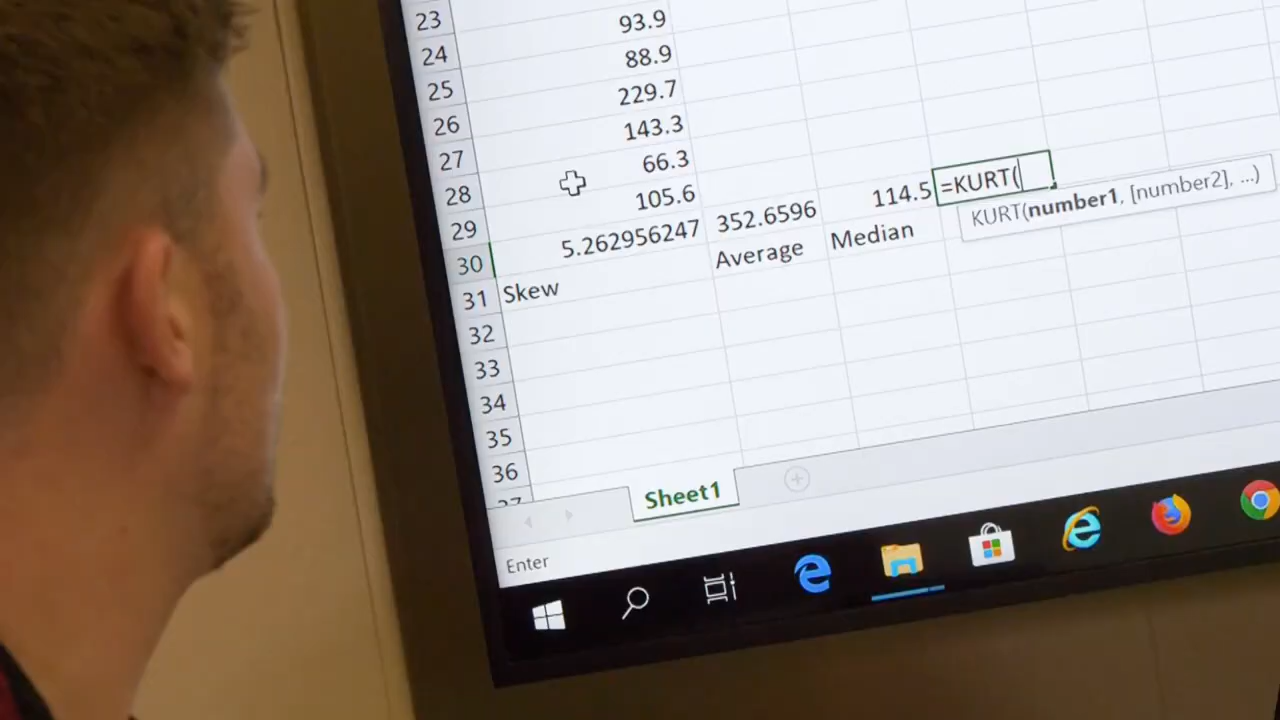 23 93.9
24 88.9
25 229.7
26 143.3
27 66.3
28 105.6
29 5.262956247 352.6596 114.5 =KURT(
KURT(number1, [number2], ...)
30 Average Median
31 Skew
32
33
34
35
36
37
Sheet1
Enter